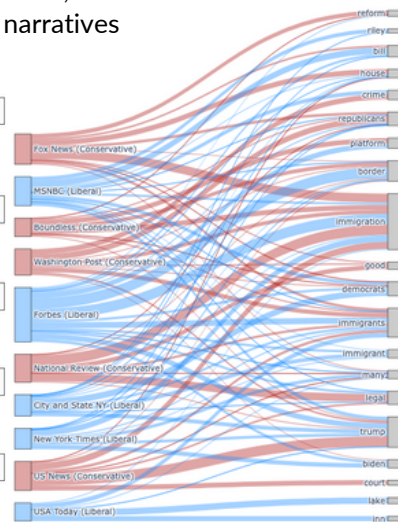 narratives
reform
riley
bill
house
crime
republicans
platform
border
immigration
good
democrats
immigrants
immigrant
many
legal
trump
biden
court
lake
Fox News (Conservative)
MSNBC (Liberal)
Boundless (Conservative)
Washington Post (Conservative)
Forbes (Liberal)
National Review (Conservative)
City and State NY (Liberal)
New York Times (Liberal)
US News (Conservative)
USA Today (Liberal)